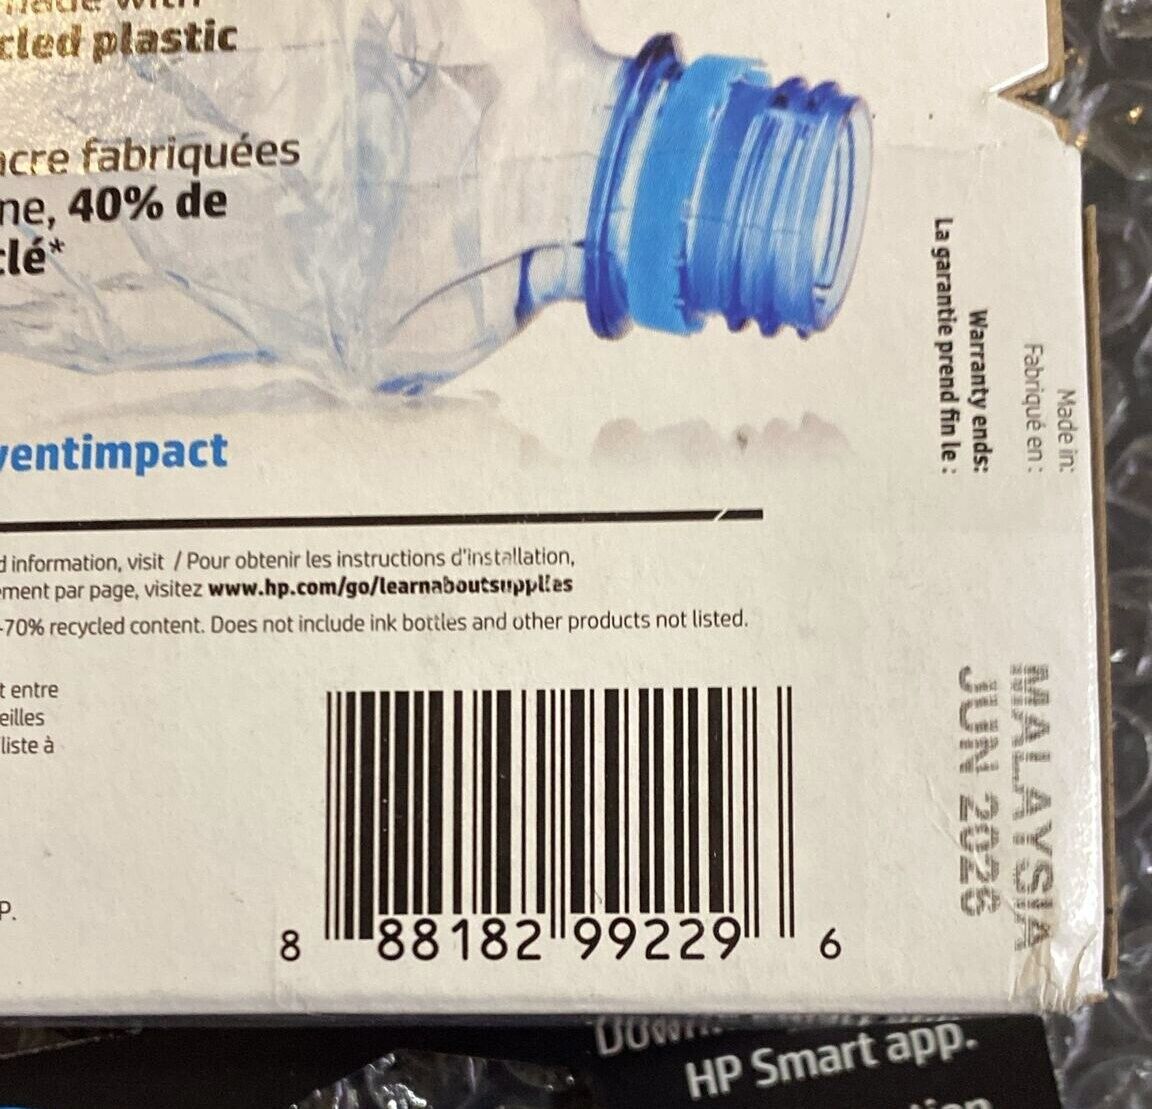 made with
cled plastic
ncre fabriquées
ne, 40% de
clé*
ventimpact
d information, visit / Pour obtenir les instructions d'installation,
ement par page, visitez www.hp.com/go/learnaboutsupplies
-70% recycled content. Does not include ink bottles and other products not listed.
t entre
eilles
liste à
P.
8 88182 99229 6
Made in:
Fabriqué en :
MALAYSIA
Warranty ends:
La garantie prend fin le :
JUN 2026
HP Smart app.